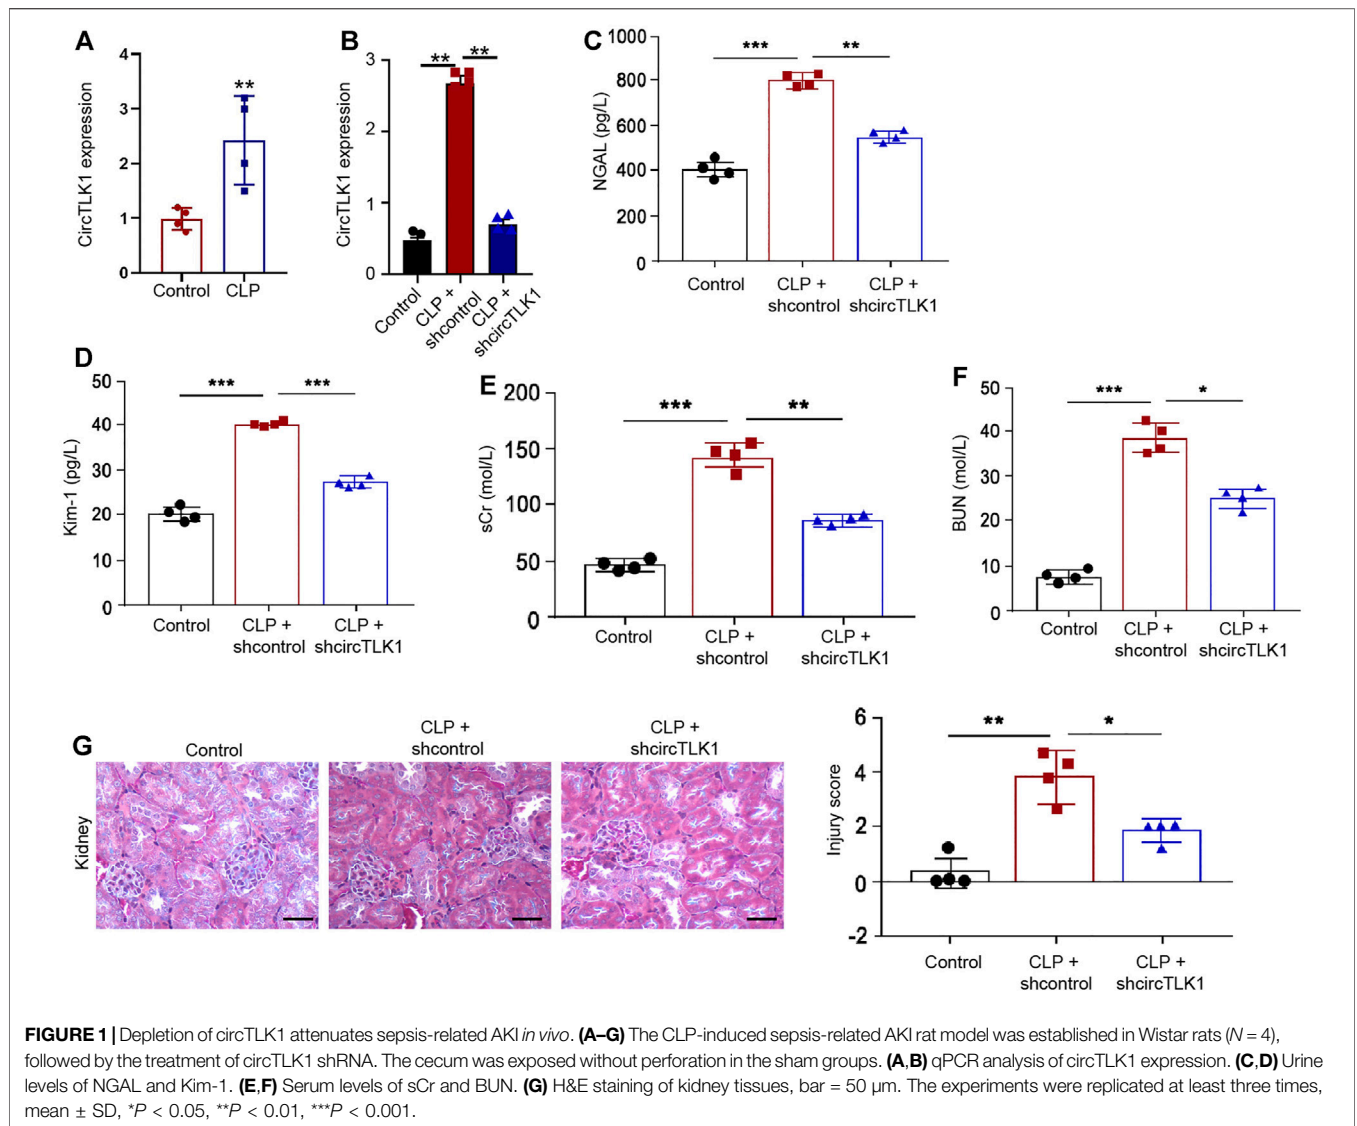 A
CircTLK1 expression
4
3
2
1
0
**
Control
CLP
B
CircTLK1 expression
3
2
1
0
**
**
Control
CLP +
shcontrol
CLP +
shcircTLK1
C
NGAL (pg/L)
1000
800
600
400
200
0
***
**
Control
CLP +
shcontrol
CLP +
shcircTLK1
D
Kim-1 (pg/L)
50
40
30
20
10
0
***
***
Control
CLP +
shcontrol
CLP +
shcircTLK1
E
sCr (mol/L)
200
150
100
50
0
***
**
Control
CLP +
shcontrol
CLP +
shcircTLK1
F
BUN (mol/L)
50
40
30
20
10
0
***
*
Control
CLP +
shcontrol
CLP +
shcircTLK1
G
Kidney
Control
CLP +
shcontrol
CLP +
shcircTLK1
Injury score
6
4
2
0
-2
**
*
Control
CLP +
shcontrol
CLP +
shcircTLK1
FIGURE 1 | Depletion of circTLK1 attenuates sepsis-related AKI in vivo. (A–G) The CLP-induced sepsis-related AKI rat model was established in Wistar rats (N = 4),
followed by the treatment of circTLK1 shRNA. The cecum was exposed without perforation in the sham groups. (A,B) qPCR analysis of circTLK1 expression. (C,D) Urine
levels of NGAL and Kim-1. (E,F) Serum levels of sCr and BUN. (G) H&E staining of kidney tissues, bar = 50 μm. The experiments were replicated at least three times,
mean ± SD, *P < 0.05, **P < 0.01, ***P < 0.001.